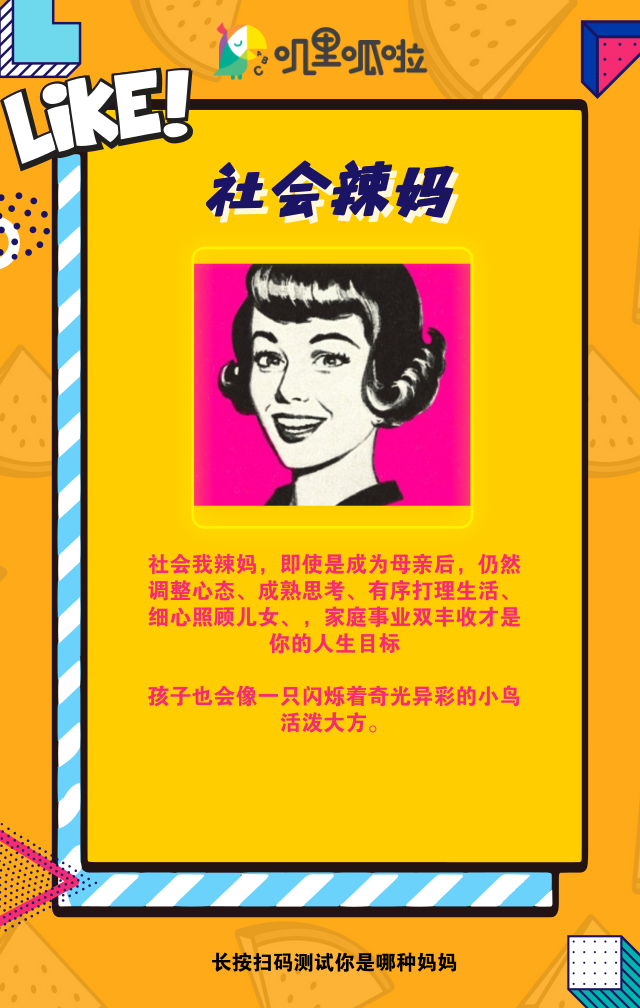 叽里呱啦
ABC
LiKE!
社会辣妈
社会我辣妈，即使是成为母亲后，仍然
调整心态、成熟思考、有序打理生活、
细心照顾儿女、，家庭事业双丰收才是
你的人生目标
孩子也会像一只闪烁着奇光异彩的小鸟
活泼大方。
长按扫码测试你是哪种妈妈